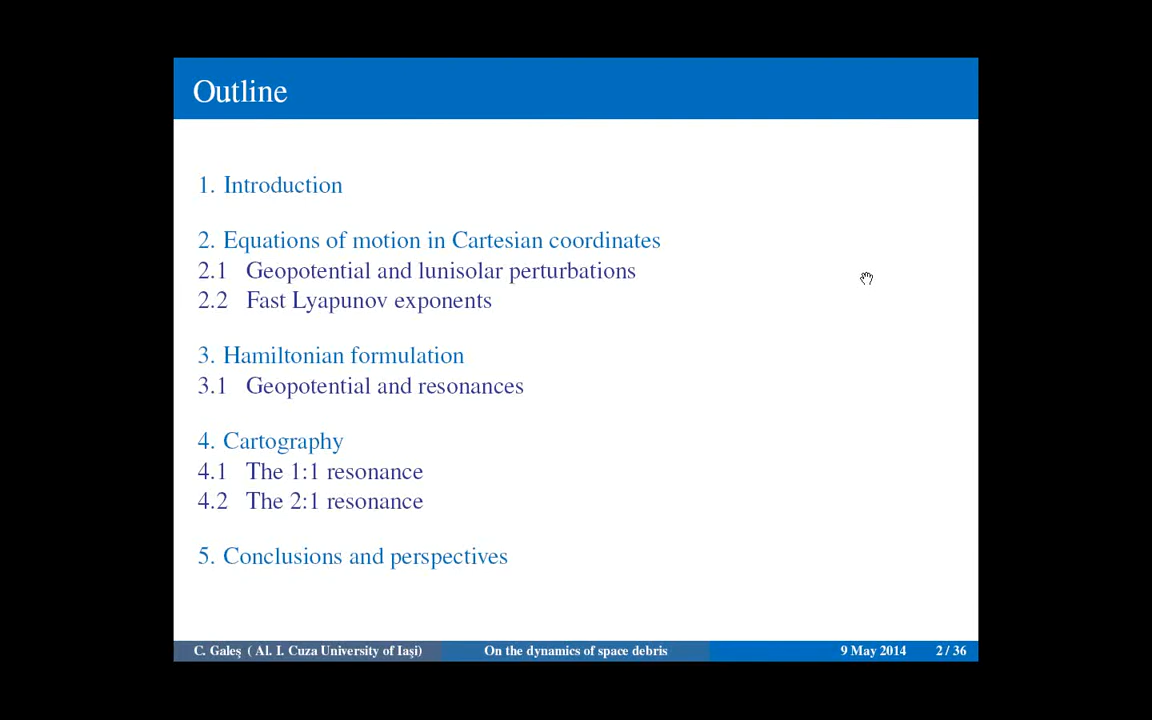 Outline
1. Introduction
2. Equations of motion in Cartesian coordinates
2.1 Geopotential and lunisolar perturbations
2.2 Fast Lyapunov exponents
3. Hamiltonian formulation
3.1 Geopotential and resonances
4. Cartography
4.1 The 1:1 resonance
4.2 The 2:1 resonance
5. Conclusions and perspectives
C. Galeş ( Al. I. Cuza University of Iaşi) On the dynamics of space debris 9 May 2014 2 / 36